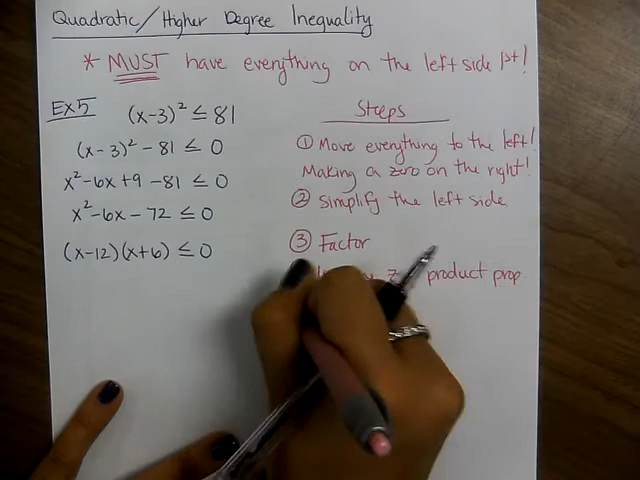 Quadratic/Higher Degree Inequality
* MUST have everything on the left side 1st!
Ex5 (x-3)² ≤ 81
(x-3)² - 81 ≤ 0
x² - 6x + 9 - 81 ≤ 0
x² - 6x - 72 ≤ 0
(x-12)(x+6) ≤ 0
Steps
① Move everything to the left!
Making a zero on the right!
② Simplify the left side
③ Factor
product prop.